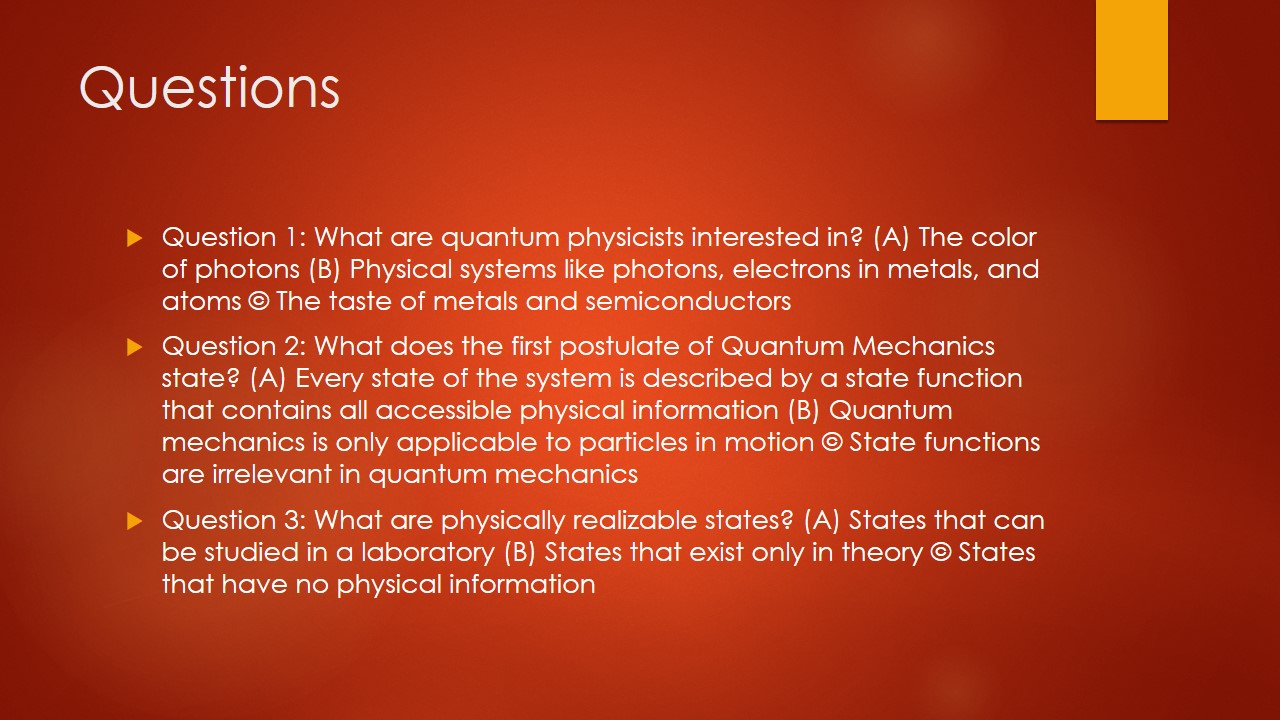 Questions
Question 1: What are quantum physicists interested in? (A) The color
of photons (B) Physical systems like photons, electrons in metals, and
atoms © The taste of metals and semiconductors
Question 2: What does the first postulate of Quantum Mechanics
state? (A) Every state of the system is described by a state function
that contains all accessible physical information (B) Quantum
mechanics is only applicable to particles in motion © State functions
are irrelevant in quantum mechanics
Question 3: What are physically realizable states? (A) States that can
be studied in a laboratory (B) States that exist only in theory © States
that have no physical information